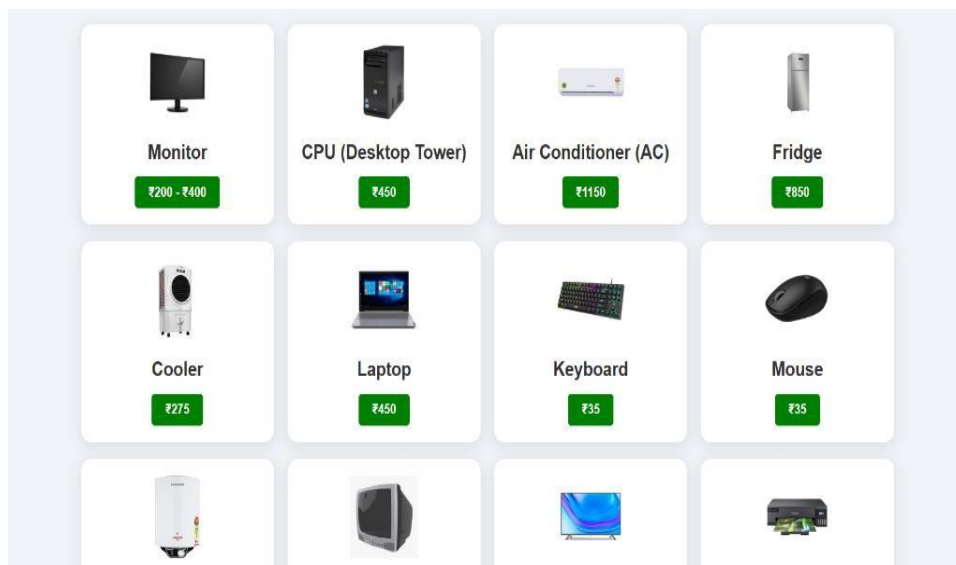 Monitor
₹200 - ₹400
CPU (Desktop Tower)
₹450
Air Conditioner (AC)
₹1150
Fridge
₹850
Cooler
₹275
Laptop
₹450
Keyboard
₹35
Mouse
₹35